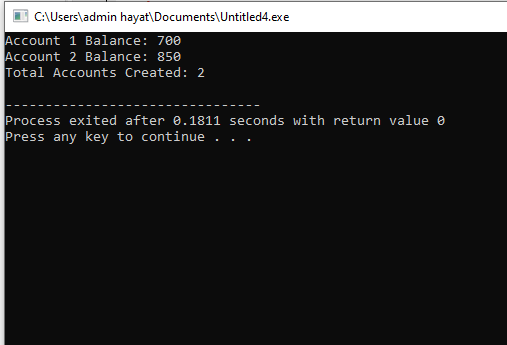 C:\Users\admin hayat\Documents\Untitled4.exe
Account 1 Balance: 700
Account 2 Balance: 850
Total Accounts Created: 2
--------------------------------
Process exited after 0.1811 seconds with return value 0
Press any key to continue . . .